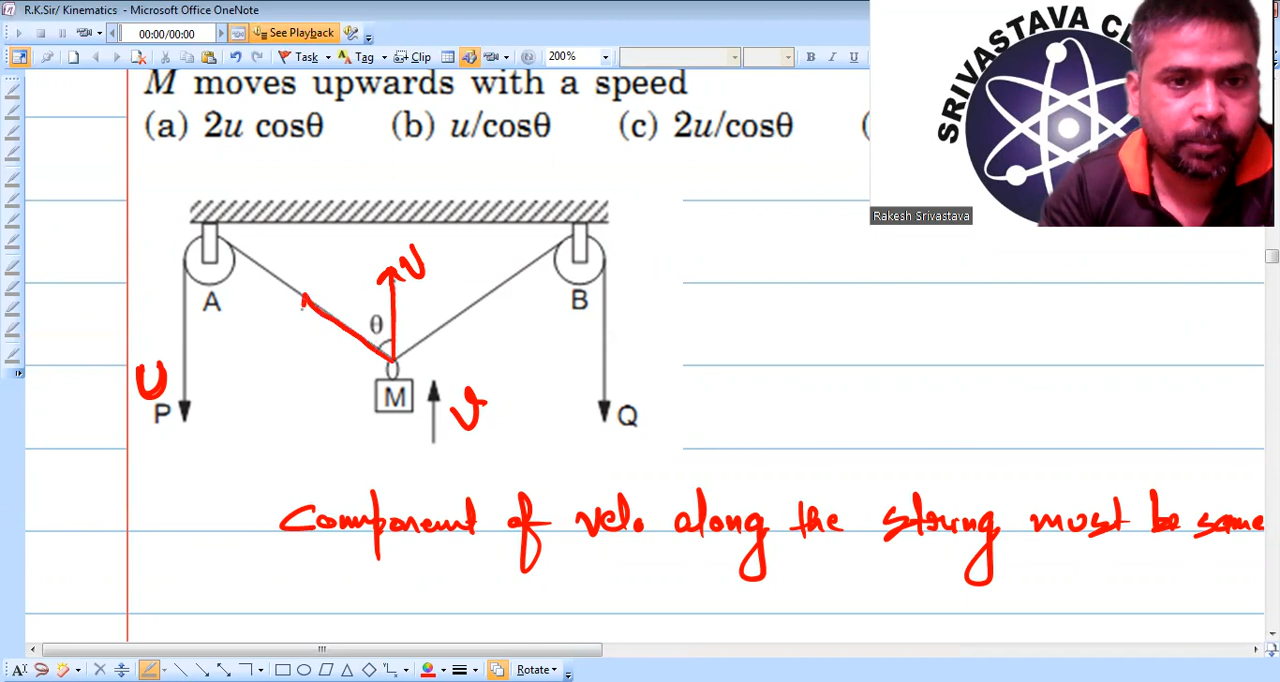 R.K.Sir/ Kinematics - Microsoft Office OneNote
00:00/00:00 See Playback
Task Tag Clip 200% B I U
M moves upwards with a speed
(a) 2u cosθ (b) u/cosθ (c) 2u/cosθ (
SRIVASTAVA CL
Rakesh Srivastava
A B
θ
U
P M Q
component of velo along the string must be same
Rotate